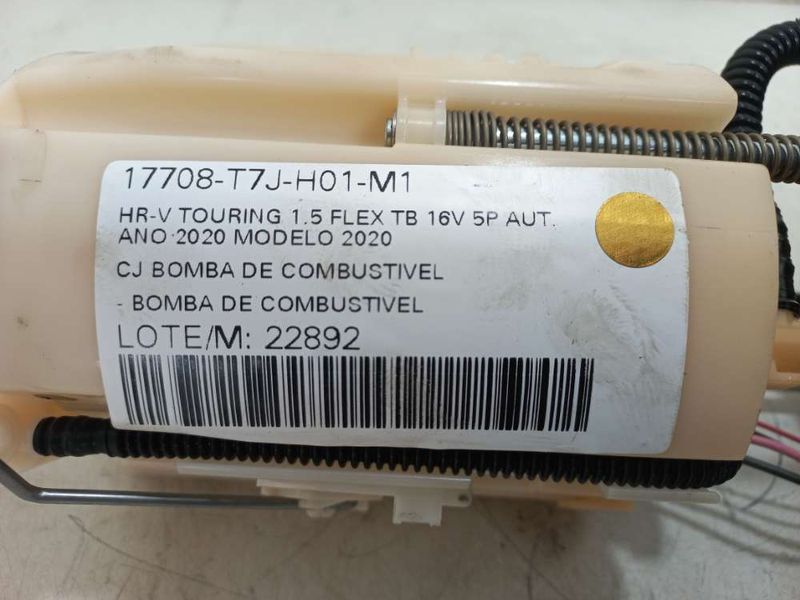 17708-T7J-H01-M1
HR-V TOURING 1.5 FLEX TB 16V 5P AUT.
ANO 2020 MODELO 2020
CJ BOMBA DE COMBUSTIVEL
- BOMBA DE COMBUSTIVEL
LOTE/M: 22892